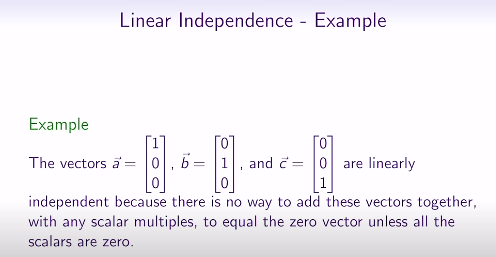 Linear Independence - Example
Example
The vectors $\vec{a} = \begin{bmatrix} 1 \\ 0 \\ 0 \end{bmatrix}$, $\vec{b} = \begin{bmatrix} 0 \\ 1 \\ 0 \end{bmatrix}$, and $\vec{c} = \begin{bmatrix} 0 \\ 0 \\ 1 \end{bmatrix}$ are linearly
independent because there is no way to add these vectors together,
with any scalar multiples, to equal the zero vector unless all the
scalars are zero.